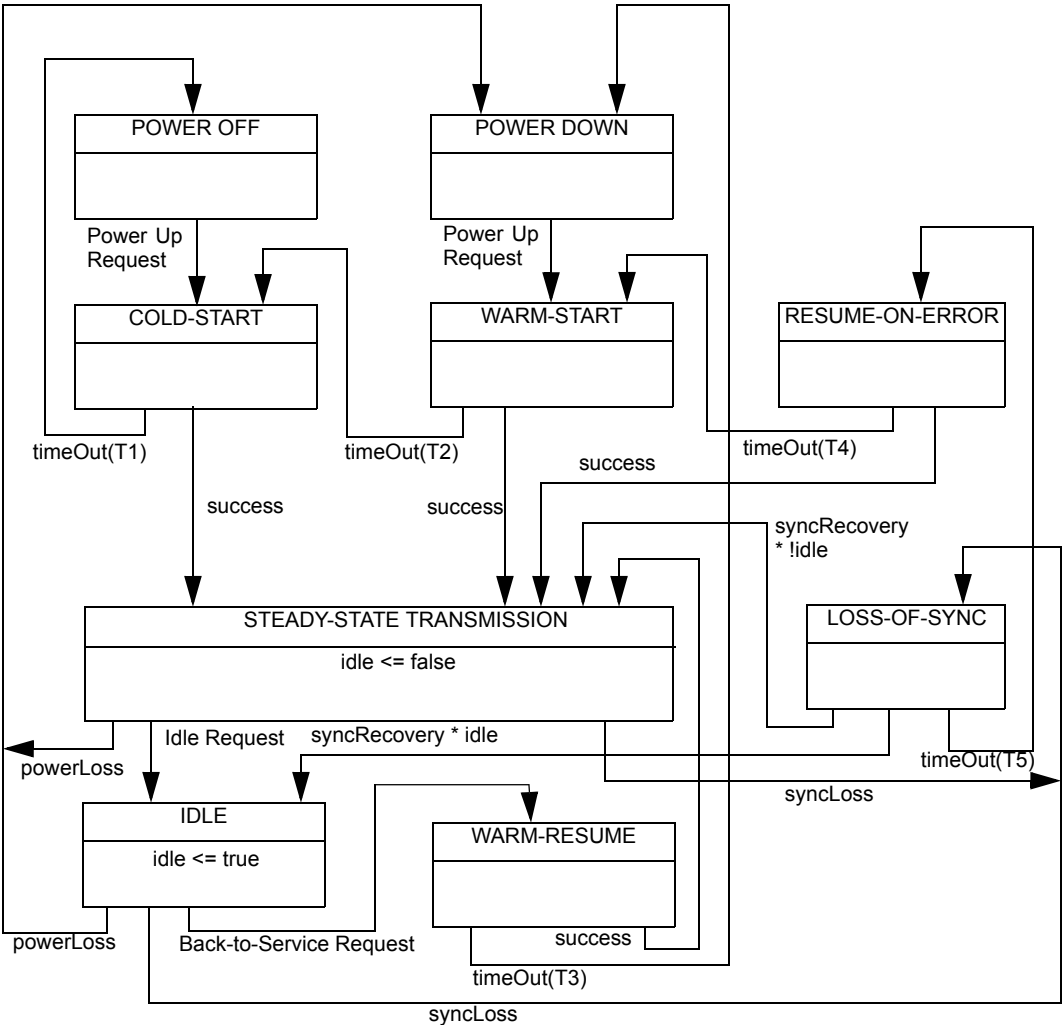 POWER OFF
POWER DOWN
Power Up
Request
Power Up
Request
COLD-START
WARM-START
RESUME-ON-ERROR
timeOut(T1)
timeOut(T2)
timeOut(T4)
success
success
success
syncRecovery
* !idle
STEADY-STATE TRANSMISSION
idle <= false
LOSS-OF-SYNC
Idle Request
syncRecovery * idle
powerLoss
timeOut(T5)
syncLoss
IDLE
idle <= true
WARM-RESUME
powerLoss
Back-to-Service Request
success
timeOut(T3)
syncLoss